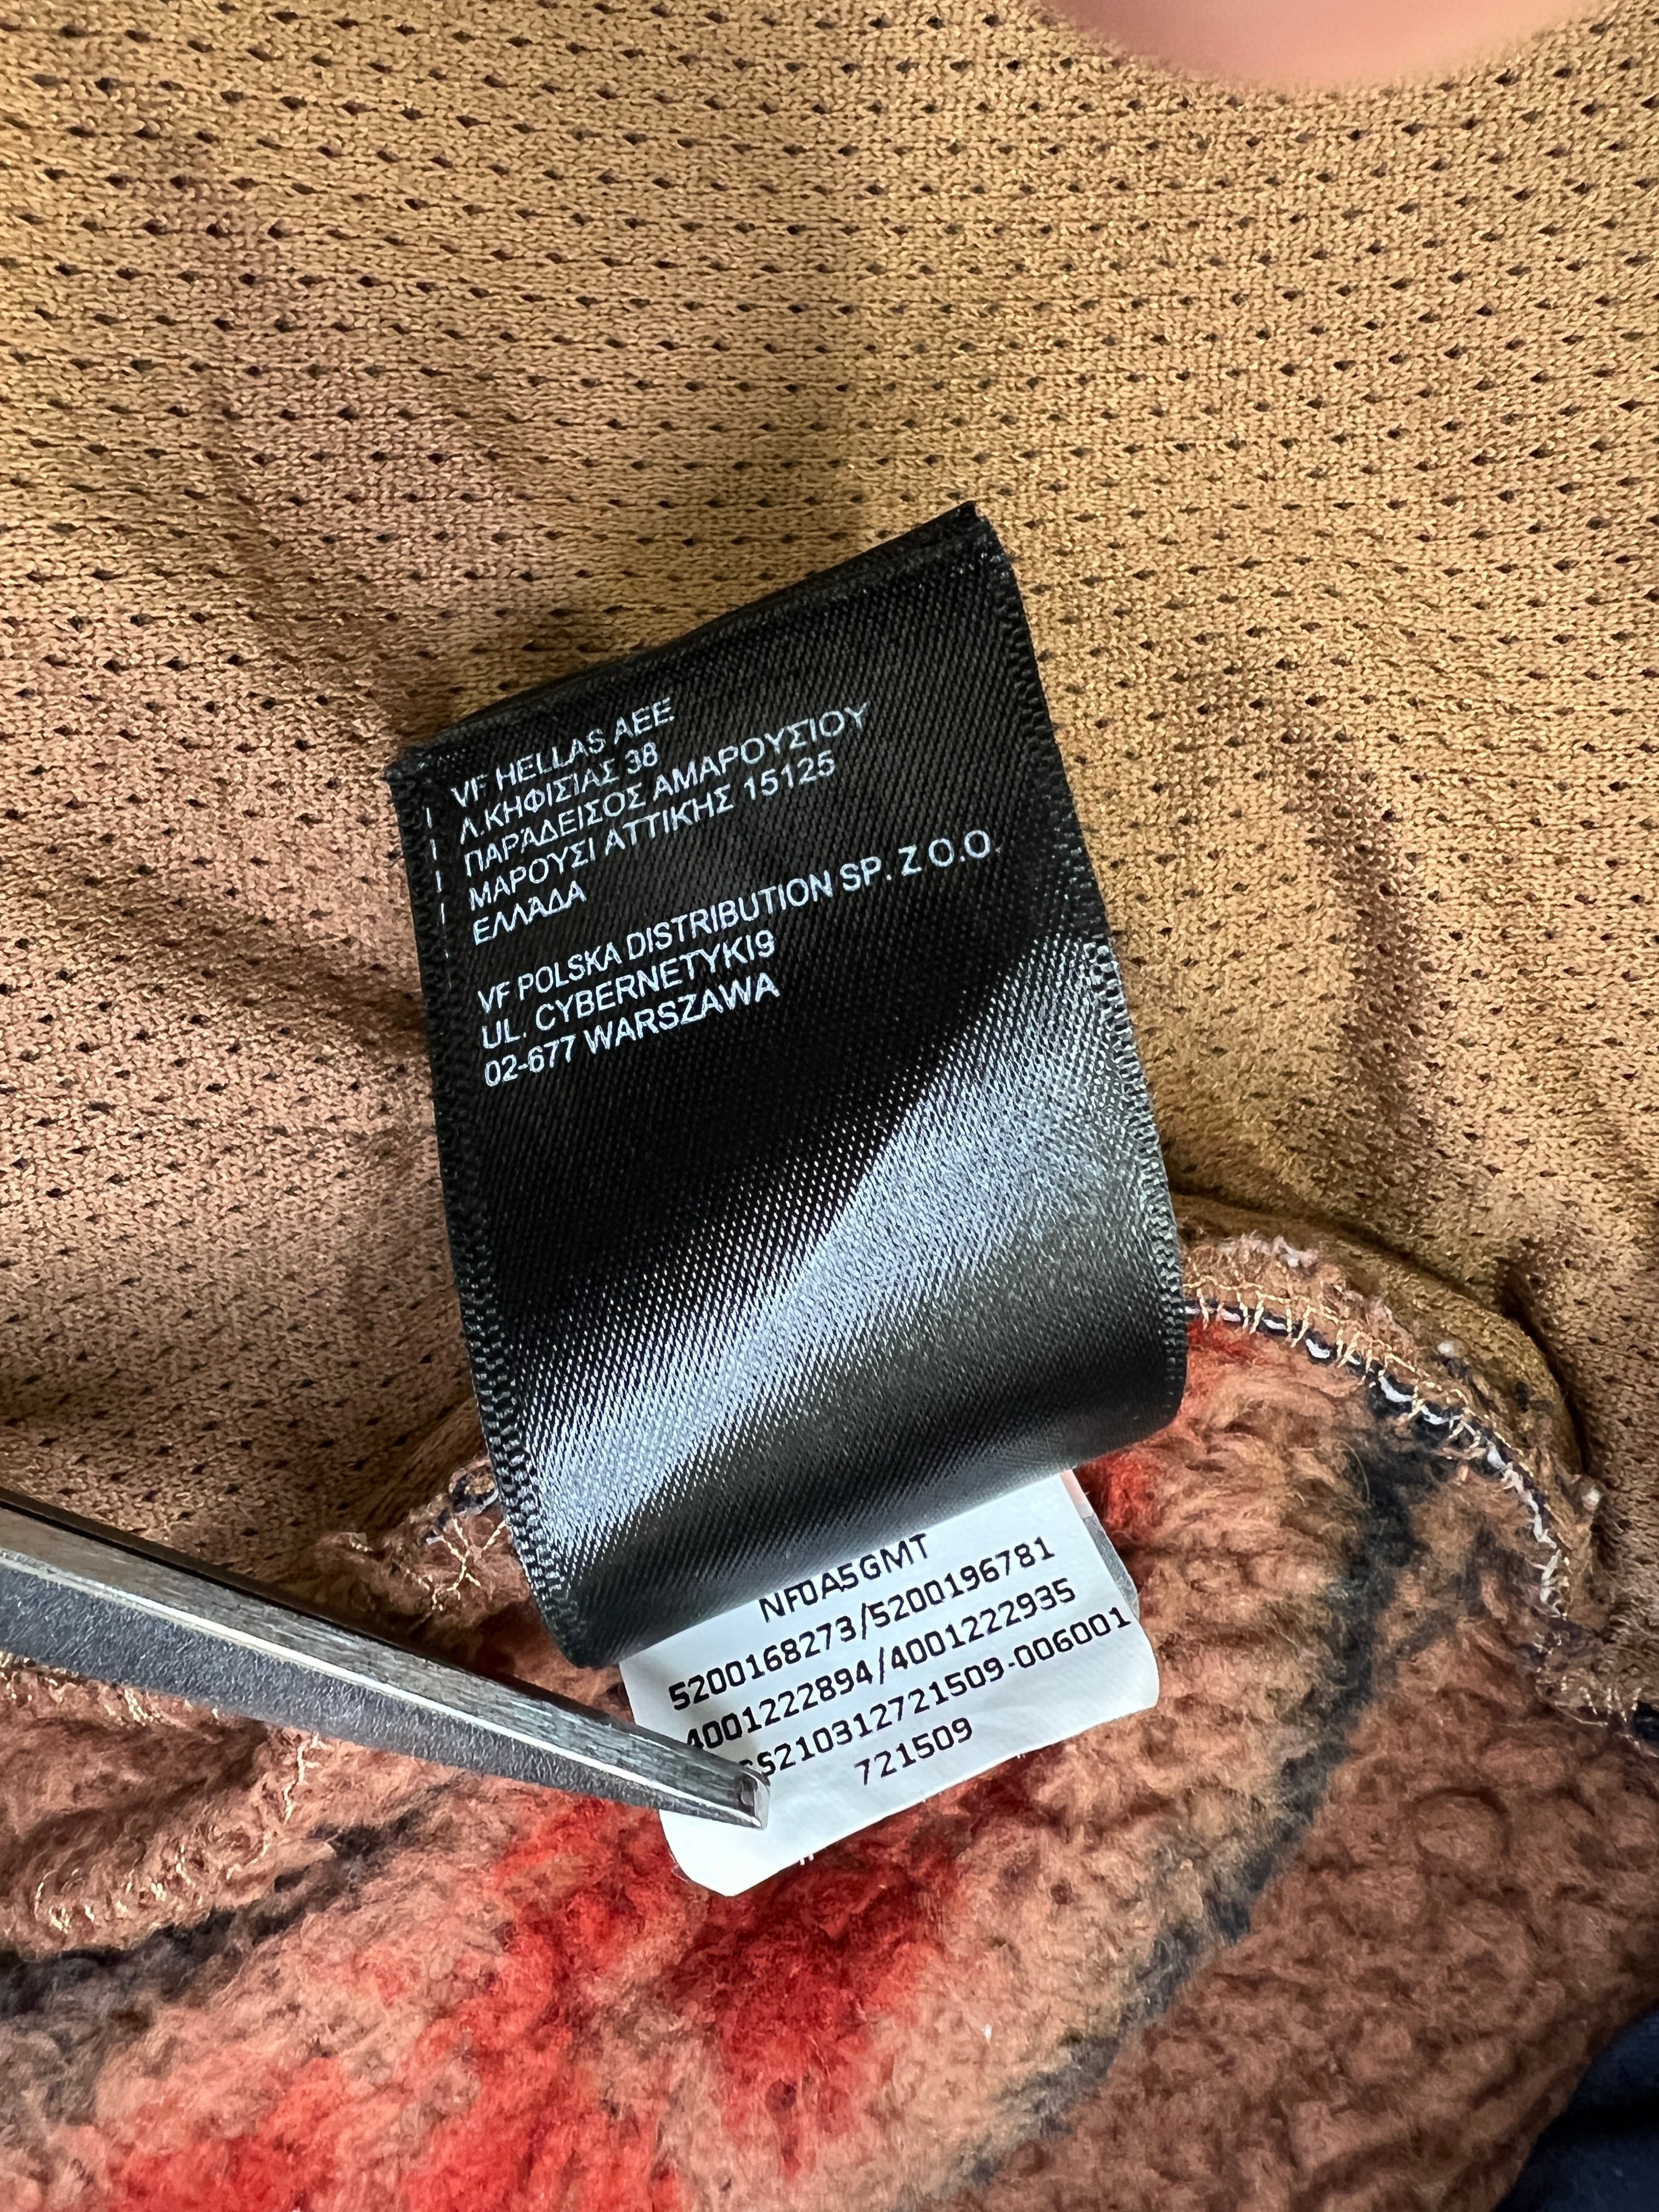 VF HELLAS AEE
Λ.ΚΗΦΙΣΙΑΣ 38
ΠΑΡΑΔΕΙΣΟΣ ΑΜΑΡΟΥΣΙΟΥ
ΜΑΡΟΥΣΙ ΑΤΤΙΚΗΣ 15125
ΕΛΛΑΔΑ
VF POLSKA DISTRIBUTION SP. Z O.O.
UL. CYBERNETYKI9
02-677 WARSZAWA
NF0A5GMT
5200168273/5200196781
4001222894/4001222935
721509